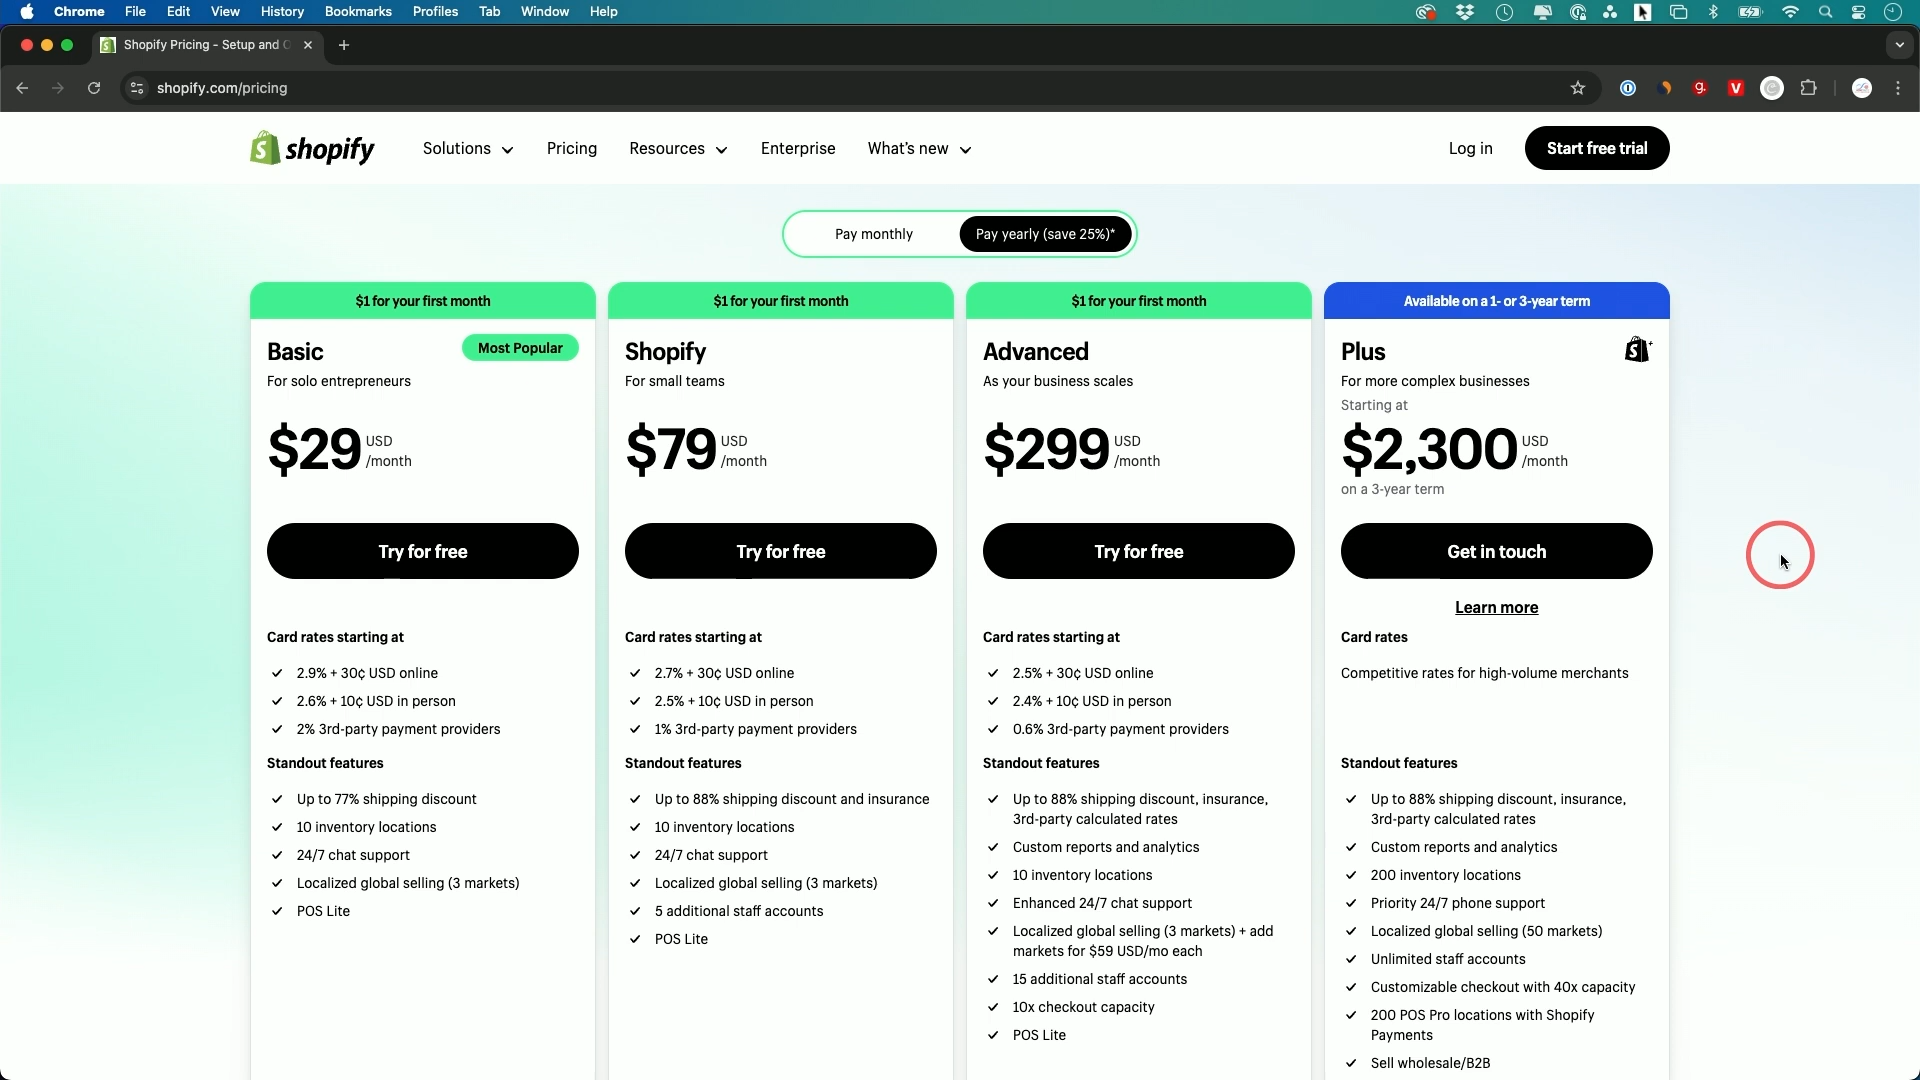 Chrome File Edit View History Bookmarks Profiles Tab Window Help
Shopify Pricing - Setup and
shopify.com/pricing
shopify Solutions Pricing Resources Enterprise What's new Log in Start free trial
Pay monthly Pay yearly (save 25%)*
$1 for your first month
Basic Most Popular
For solo entrepreneurs
$29 USD
/month
Try for free
Card rates starting at
2.9% + 30¢ USD online
2.6% + 10¢ USD in person
2% 3rd-party payment providers
Standout features
Up to 77% shipping discount
10 inventory locations
24/7 chat support
Localized global selling (3 markets)
POS Lite
$1 for your first month
Shopify
For small teams
$79 USD
/month
Try for free
Card rates starting at
2.7% + 30¢ USD online
2.5% + 10¢ USD in person
1% 3rd-party payment providers
Standout features
Up to 88% shipping discount and insurance
10 inventory locations
24/7 chat support
Localized global selling (3 markets)
5 additional staff accounts
POS Lite
$1 for your first month
Advanced
As your business scales
$299 USD
/month
Try for free
Card rates starting at
2.5% + 30¢ USD online
2.4% + 10¢ USD in person
0.6% 3rd-party payment providers
Standout features
Up to 88% shipping discount, insurance,
3rd-party calculated rates
Custom reports and analytics
10 inventory locations
Enhanced 24/7 chat support
Localized global selling (3 markets) + add
markets for $59 USD/mo each
15 additional staff accounts
10x checkout capacity
POS Lite
Available on a 1- or 3-year term
Plus
For more complex businesses
Starting at
$2,300 USD
/month
on a 3-year term
Get in touch
Learn more
Card rates
Competitive rates for high-volume merchants
Standout features
Up to 88% shipping discount, insurance,
3rd-party calculated rates
Custom reports and analytics
200 inventory locations
Priority 24/7 phone support
Localized global selling (50 markets)
Unlimited staff accounts
Customizable checkout with 40x capacity
200 POS Pro locations with Shopify
Payments
Sell wholesale/B2B